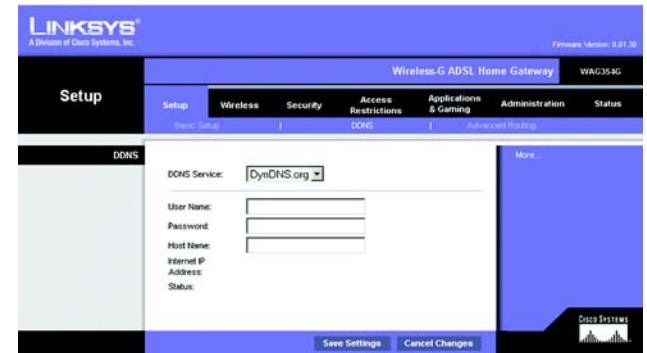 LINKSYS®
A Division of Cisco Systems, Inc.
Firmware Version: 0.01.30
Wireless-G ADSL Home Gateway WAG354G
Setup
Setup Wireless Security Access Restrictions Applications & Gaming Administration Status
Basic Setup | DDNS | Advanced Routing
DDNS
More...
DDNS Service: DynDNS.org
User Name:
Password:
Host Name:
Internet IP
Address:
Status:
CISCO SYSTEMS
Save Settings Cancel Changes